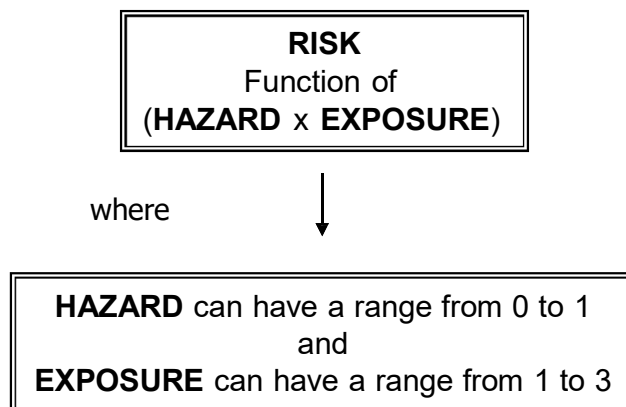 RISK
Function of
(HAZARD x EXPOSURE)
where
HAZARD can have a range from 0 to 1
and
EXPOSURE can have a range from 1 to 3